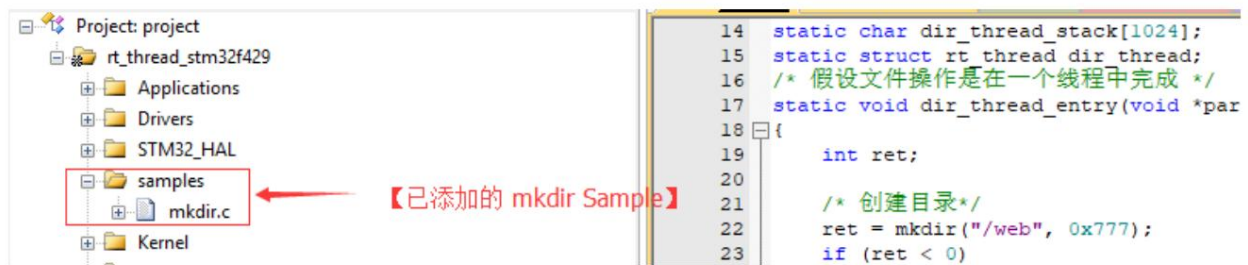 Project: project
rt_thread_stm32f429
Applications
Drivers
STM32_HAL
samples
mkdir.c
Kernel
【已添加的 mkdir Sample】
14 static char dir_thread_stack[1024];
15 static struct rt_thread dir_thread;
16 /* 假设文件操作是在一个线程中完成 */
17 static void dir_thread_entry(void *par
18 {
19 int ret;
20
21 /* 创建目录*/
22 ret = mkdir("/web", 0x777);
23 if (ret < 0)